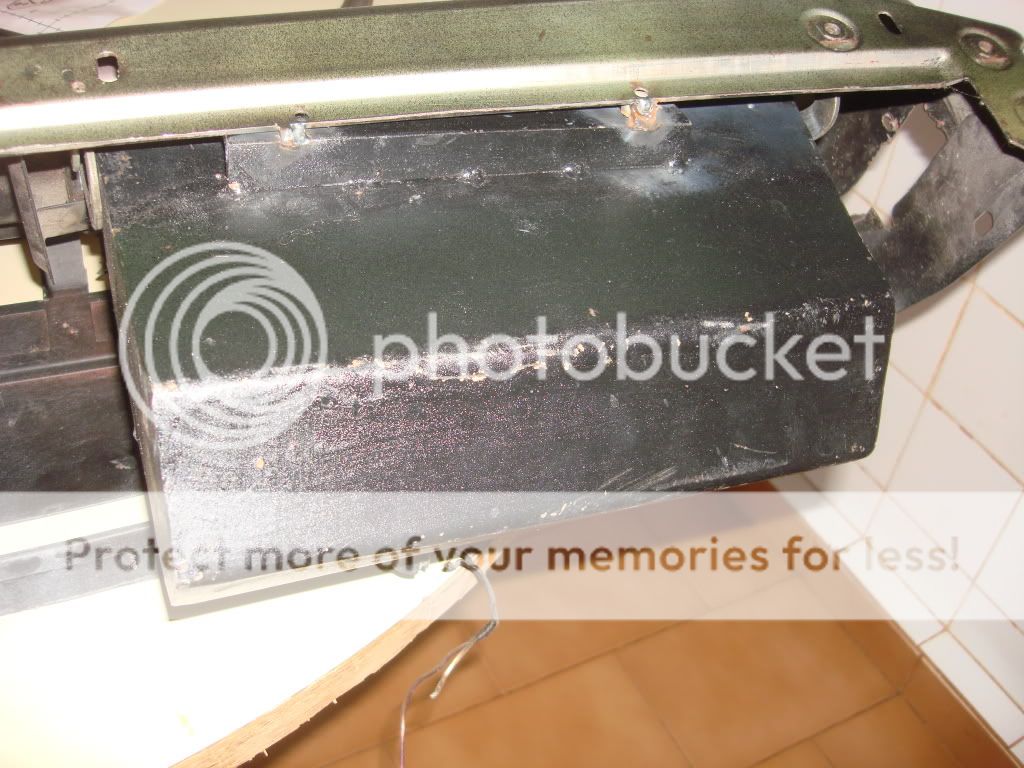 photobucket
Protect more of your memories for less!